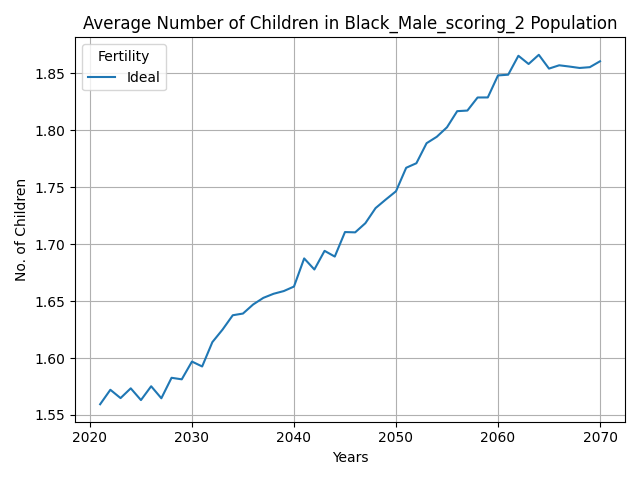 Average Number of Children in Black_Male_scoring_2 Population
Fertility
Ideal
No. of Children
1.85
1.80
1.75
1.70
1.65
1.60
1.55
2020 2030 2040 2050 2060 2070
Years